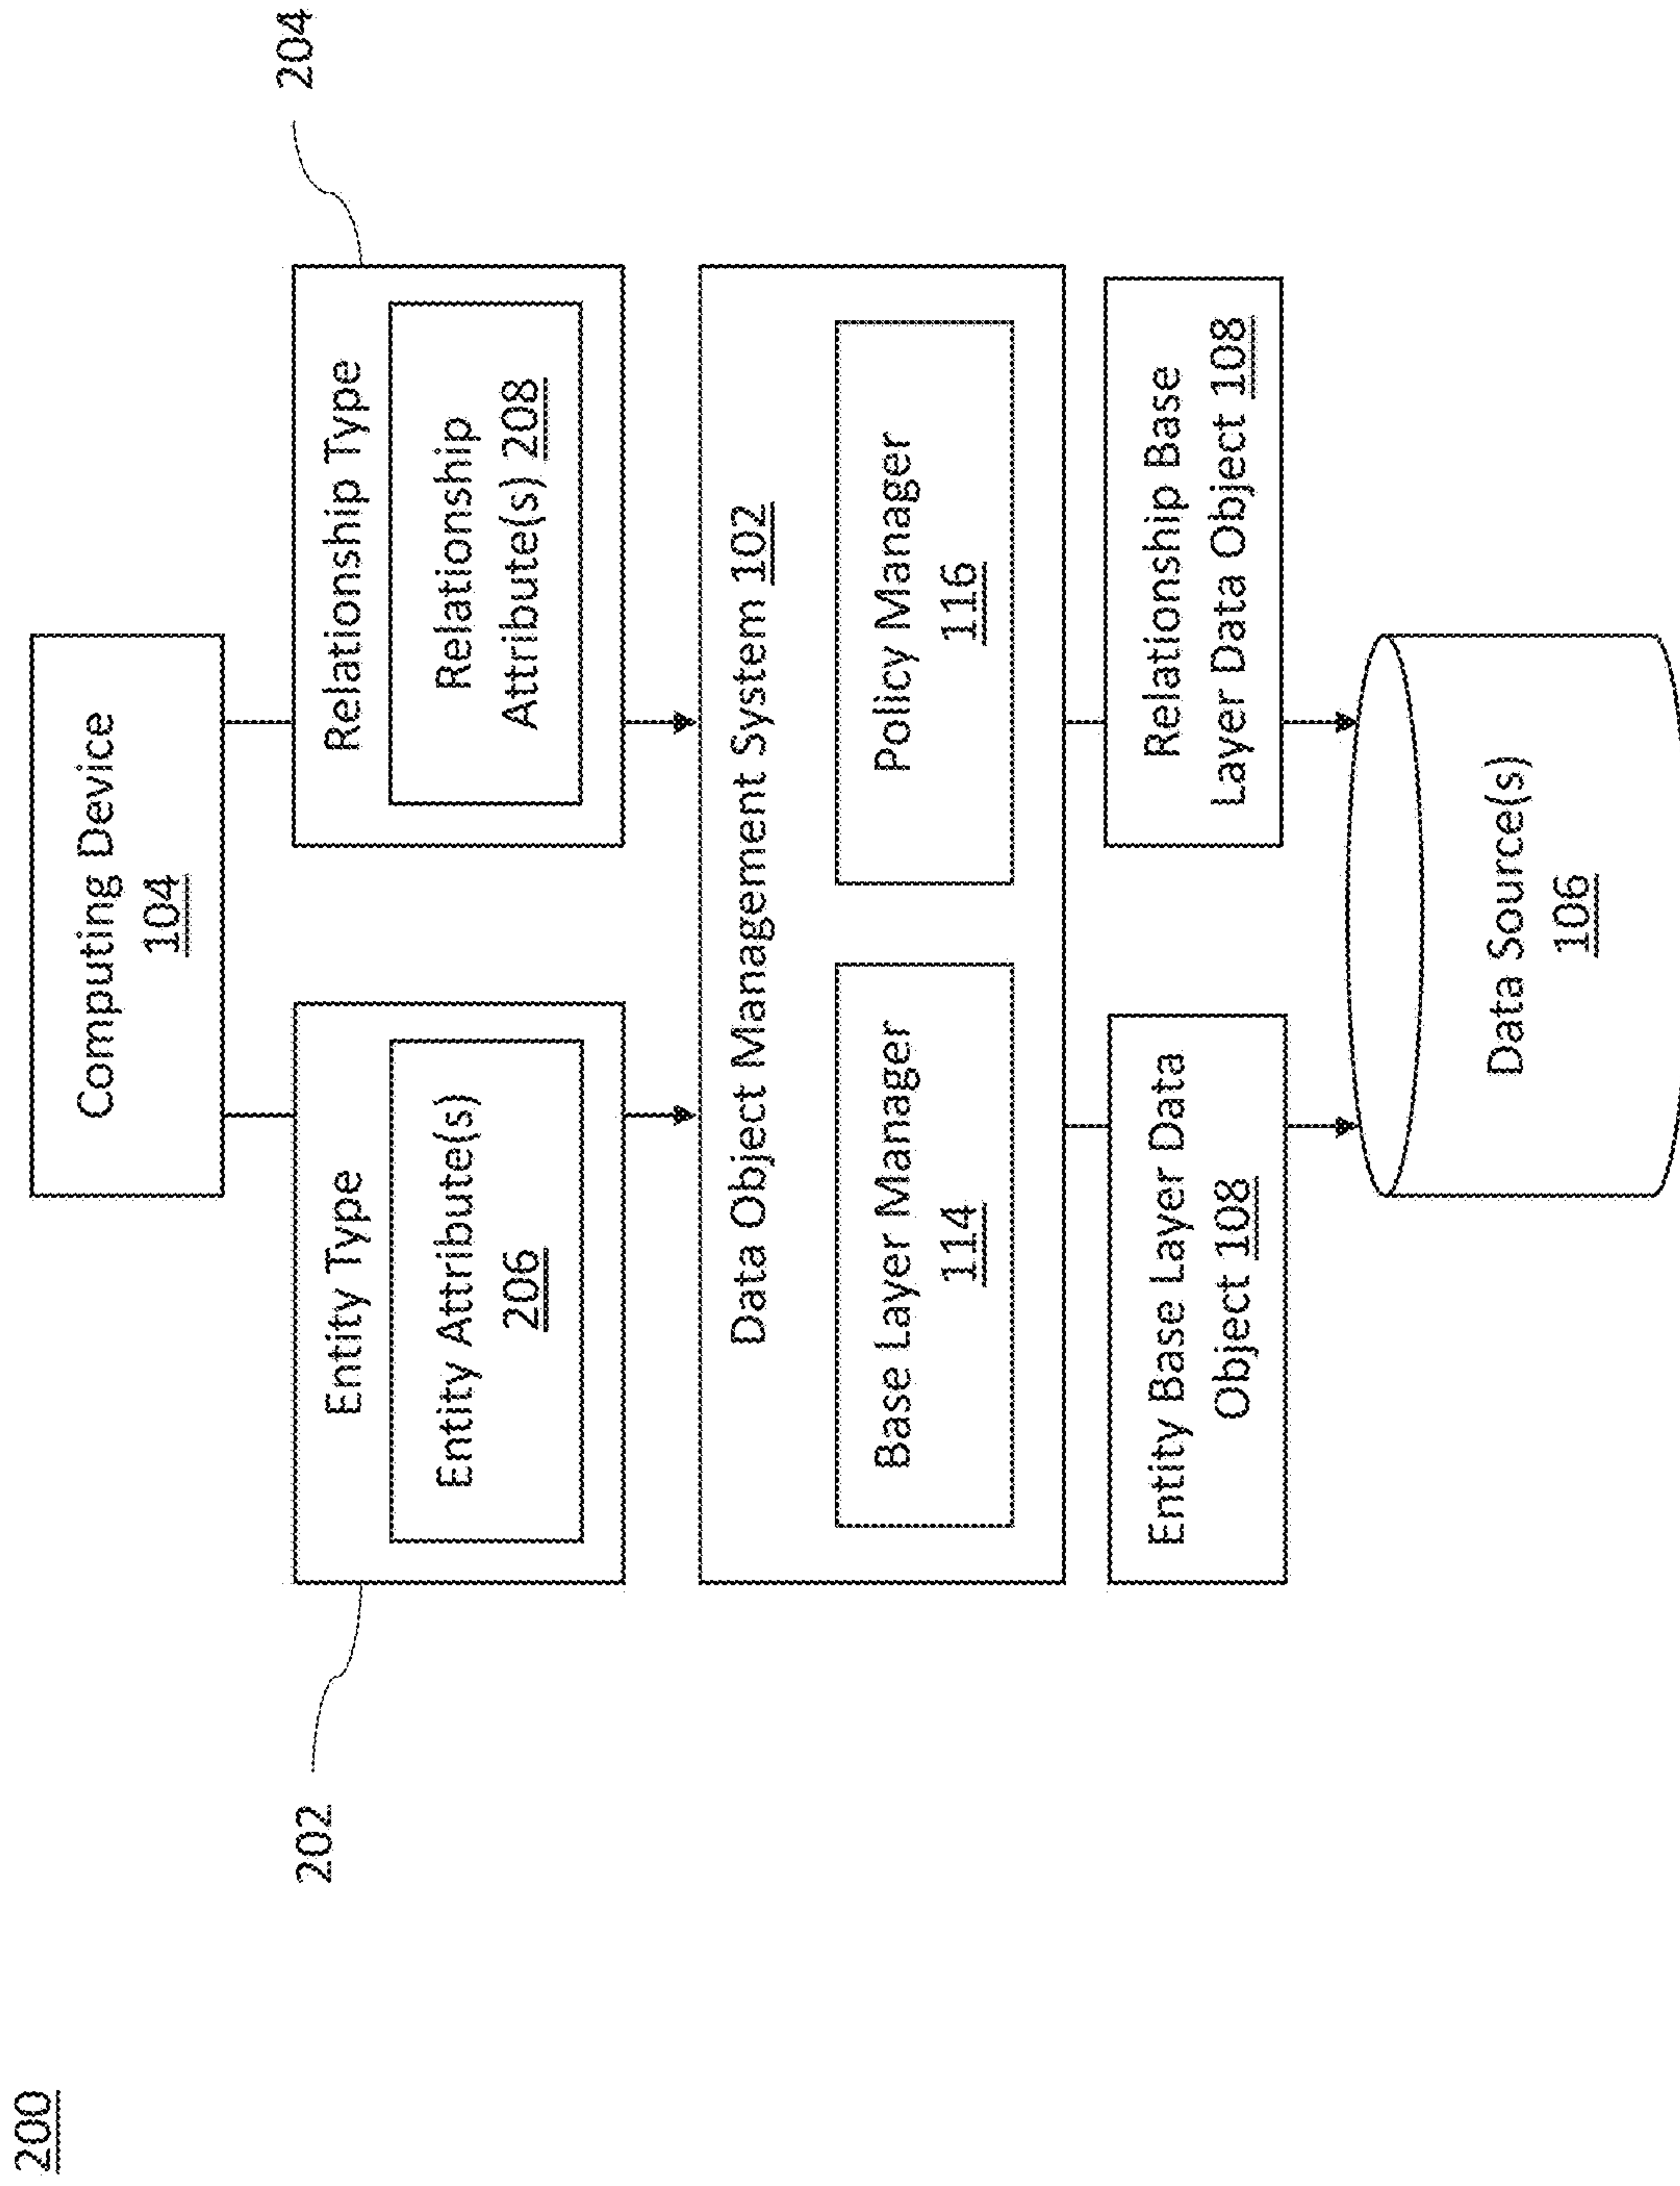 200
Computing Device
104
202
Entity Type
Entity Attribute(s)
206
Relationship Type
Relationship
Attribute(s) 208
204
Data Object Management System 102
Base Layer Manager
114
Policy Manager
116
Entity Base Layer Data
Object 108
Relationship Base
Layer Data Object 108
Data Source(s)
106